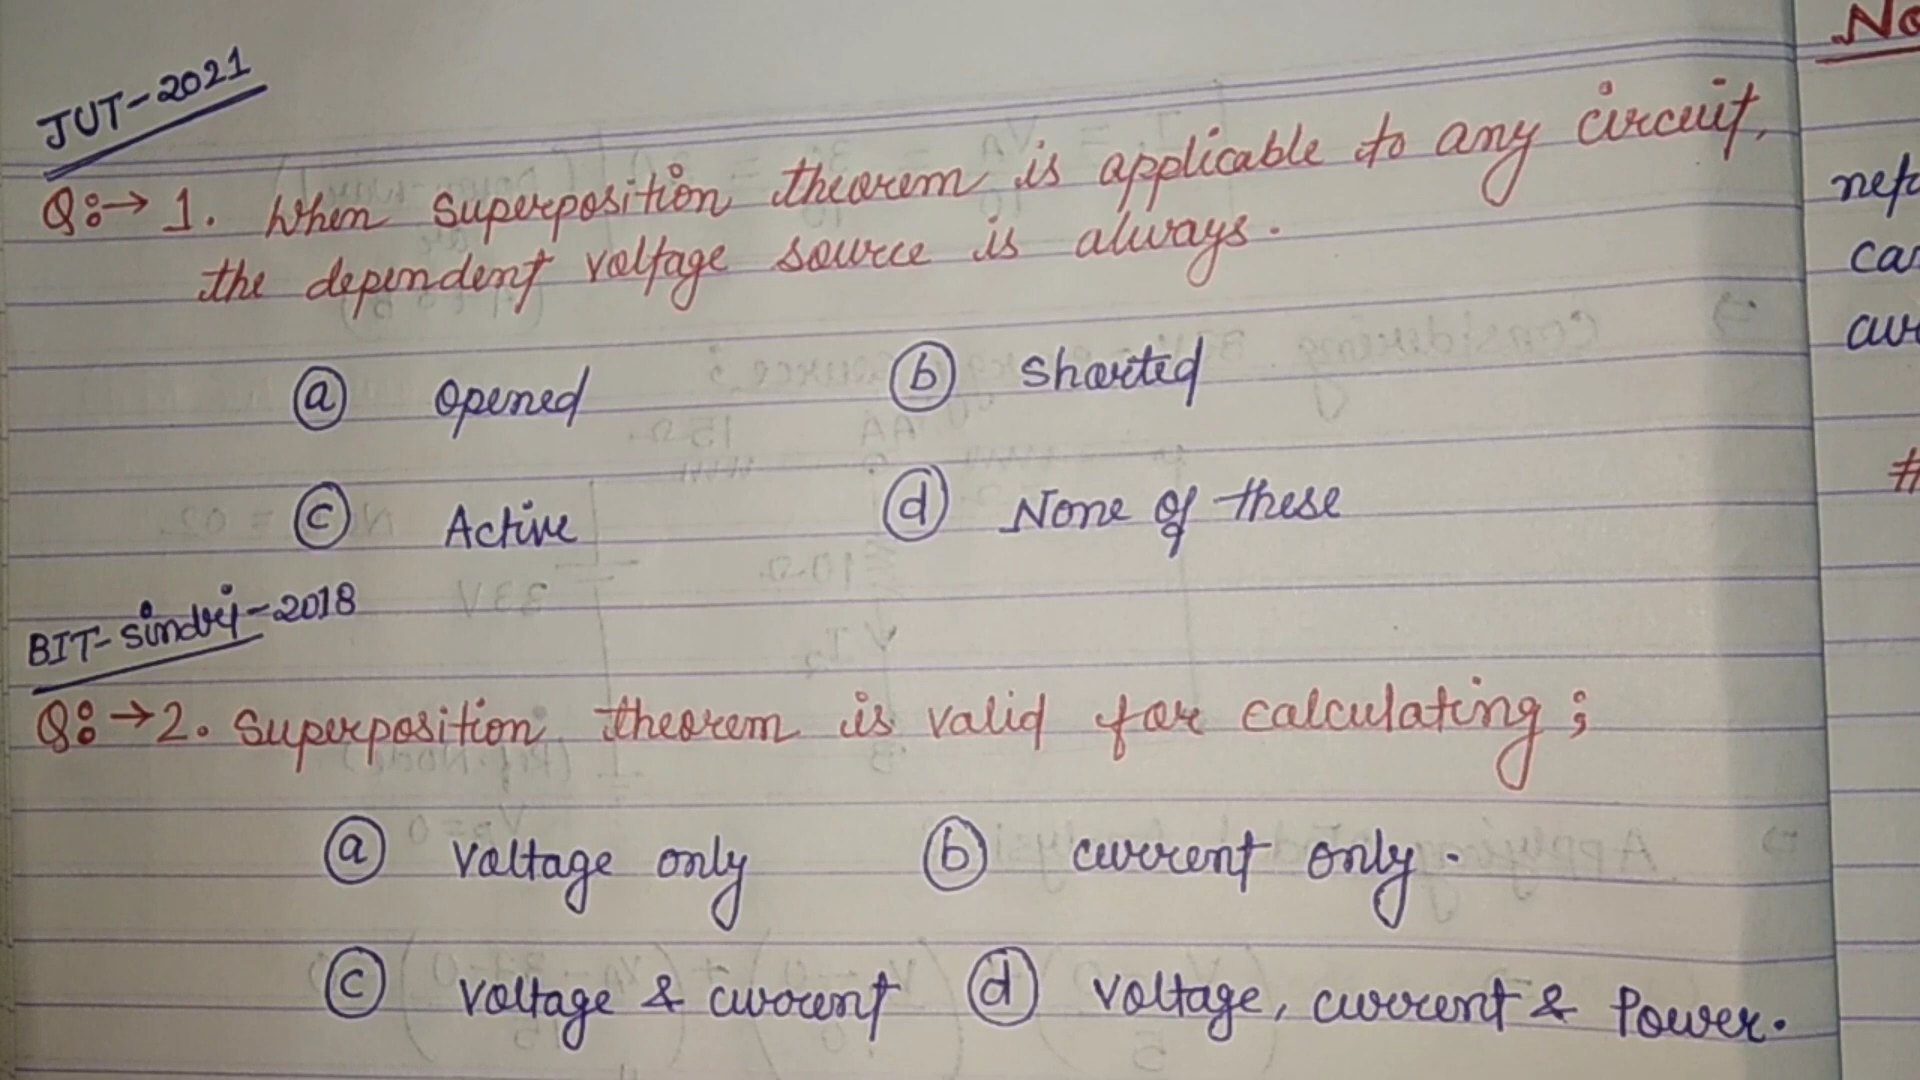 JUT-2021
Q:→ 1. When superposition theorem is applicable to any circuit,
the dependent voltage source is always.
(a) opened (b) shorted
(c) Active (d) None of these
BIT-Sindri-2018
Q:→2. Superposition theorem is valid for calculating;
(a) voltage only (b) current only.
(c) voltage & current (d) voltage, current & Power.
No
#